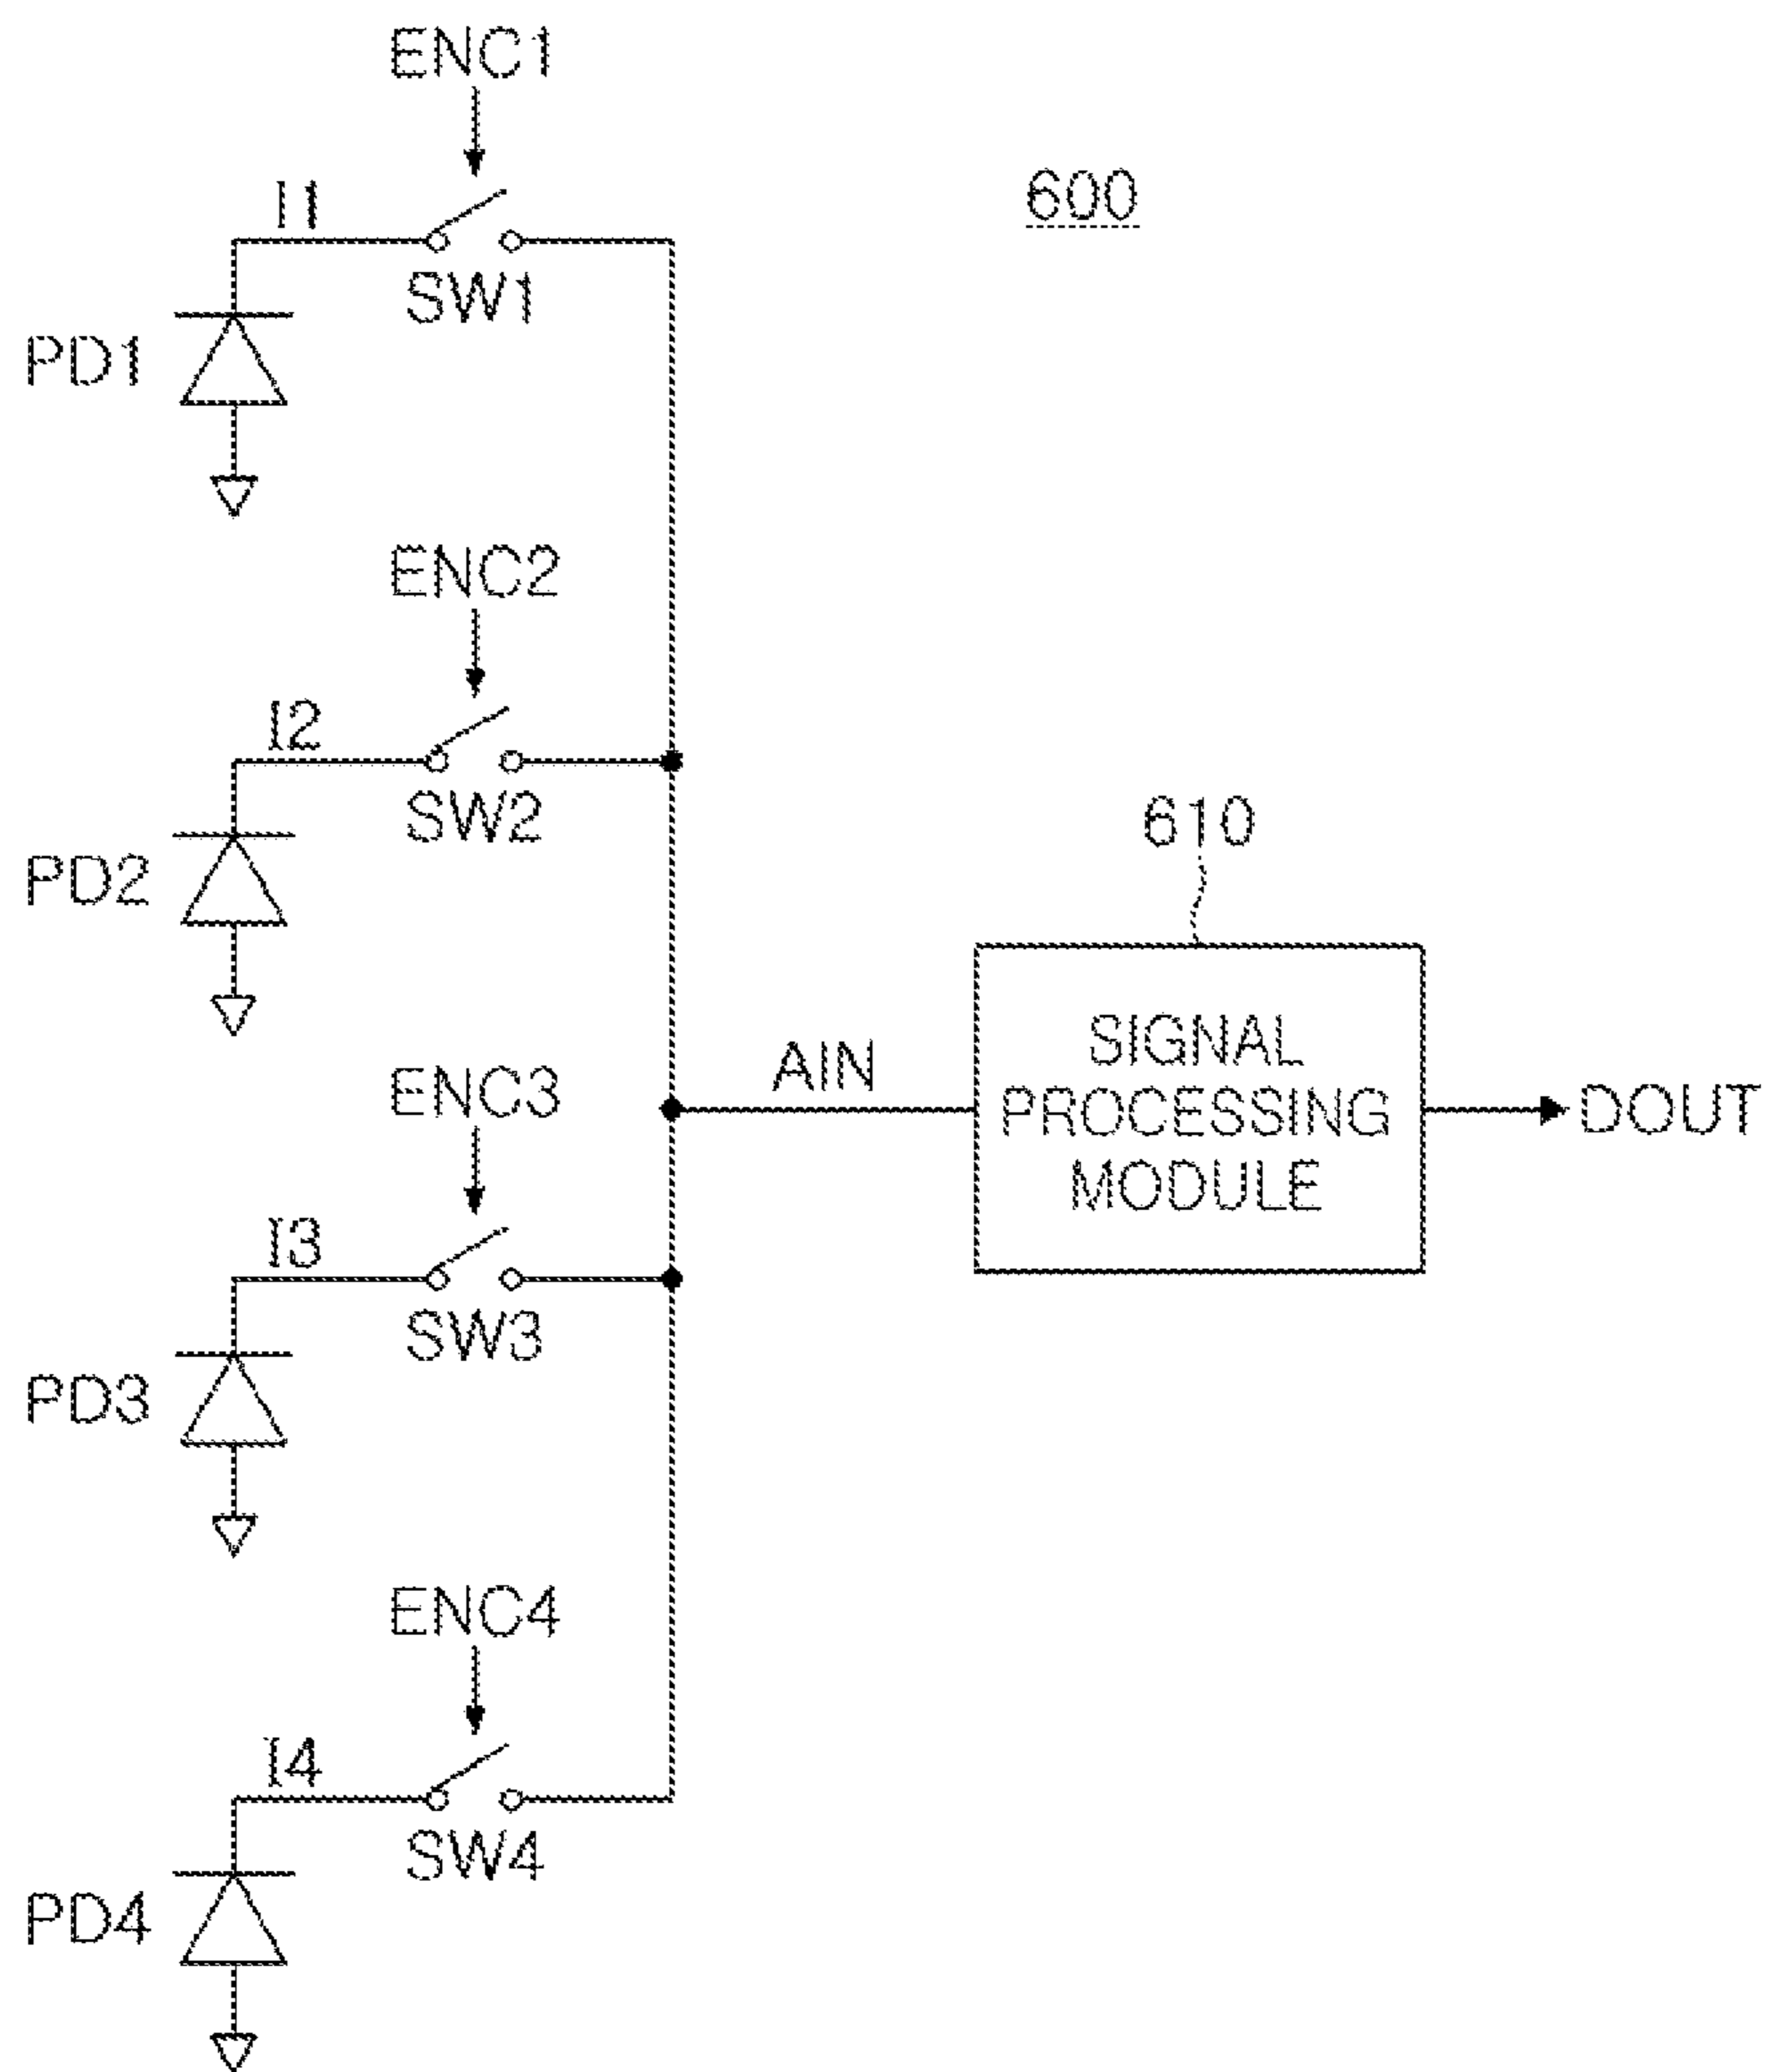 ENC1
600
I1
SW1
PD1
ENC2
I2
SW2
PD2
610
SIGNAL
PROCESSING
MODULE
AIN
DOUT
ENC3
I3
SW3
PD3
ENC4
I4
SW4
PD4